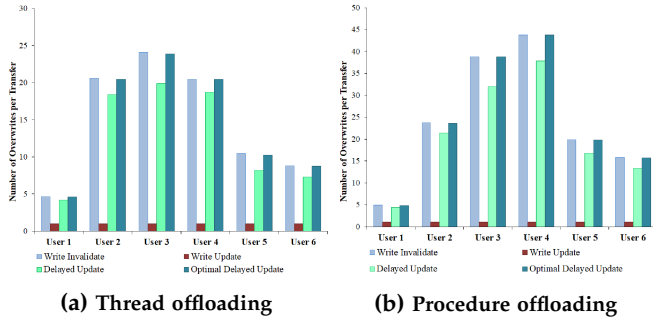 Number of Overwrites per Transfer
30
25
20
15
10
5
0
User 1 User 2 User 3 User 4 User 5 User 6
Write Invalidate Write Update
Delayed Update Optimal Delayed Update
(a) Thread offloading
Number of Overwrites per Transfer
50
45
40
35
30
25
20
15
10
5
0
User 1 User 2 User 3 User 4 User 5 User 6
Write Invalidate Write Update
Delayed Update Optimal Delayed Update
(b) Procedure offloading